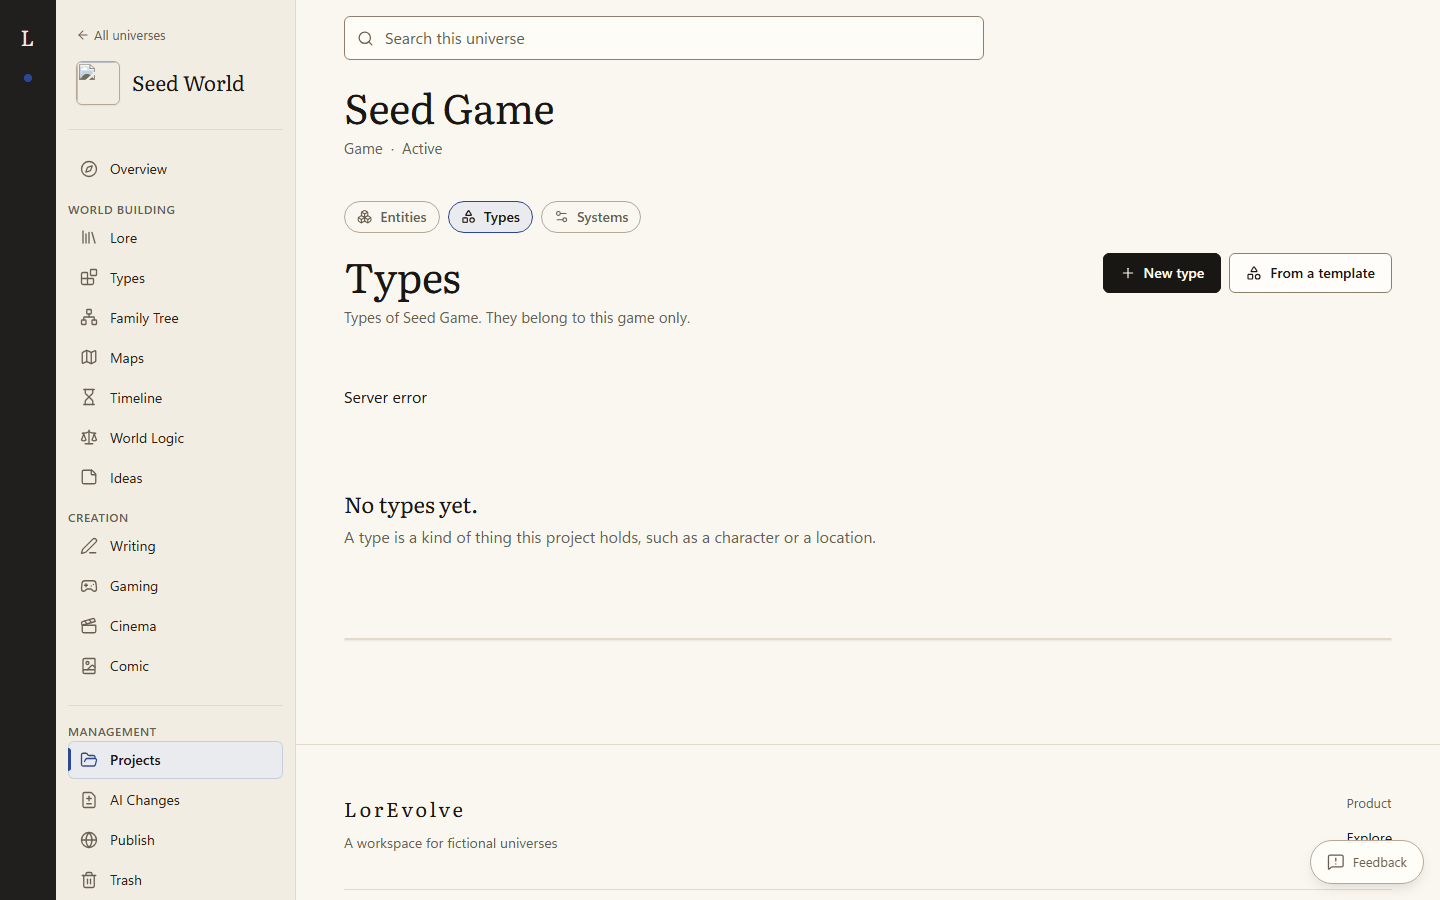 L
All universes
Seed World
Overview
WORLD BUILDING
Lore
Types
Family Tree
Maps
Timeline
World Logic
Ideas
CREATION
Writing
Gaming
Cinema
Comic
MANAGEMENT
Projects
AI Changes
Publish
Trash
Search this universe
Seed Game
Game · Active
Entities Types Systems
Types
New type From a template
Types of Seed Game. They belong to this game only.
Server error
No types yet.
A type is a kind of thing this project holds, such as a character or a location.
LorEvolve
A workspace for fictional universes
Product
Explore
Feedback